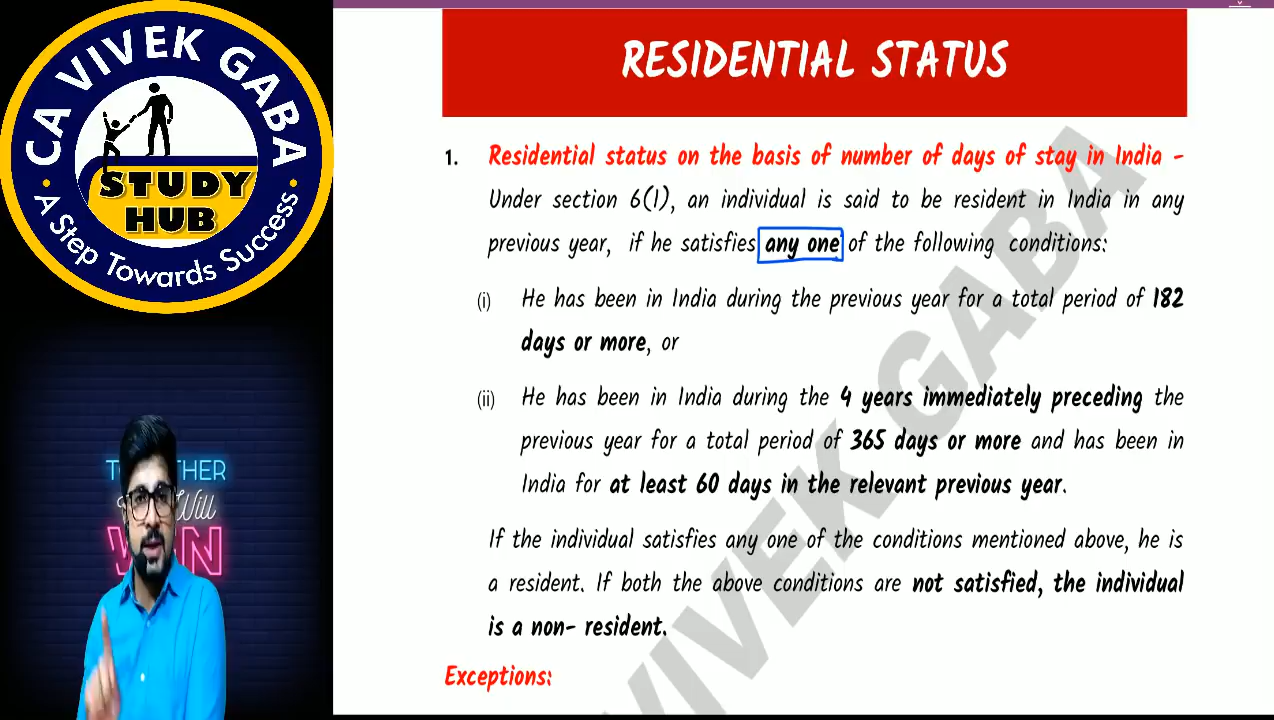 CA VIVEK GABA
STUDY
HUB
A Step Towards Success
WIN
RESIDENTIAL STATUS
1. Residential status on the basis of number of days of stay in India -
Under section 6(1), an individual is said to be resident in India in any
previous year, if he satisfies any one of the following conditions:
(i) He has been in India during the previous year for a total period of 182
days or more, or
(ii) He has been in India during the 4 years immediately preceding the
previous year for a total period of 365 days or more and has been in
India for at least 60 days in the relevant previous year.
If the individual satisfies any one of the conditions mentioned above, he is
a resident. If both the above conditions are not satisfied, the individual
is a non- resident.
Exceptions:
VIVEK GABA